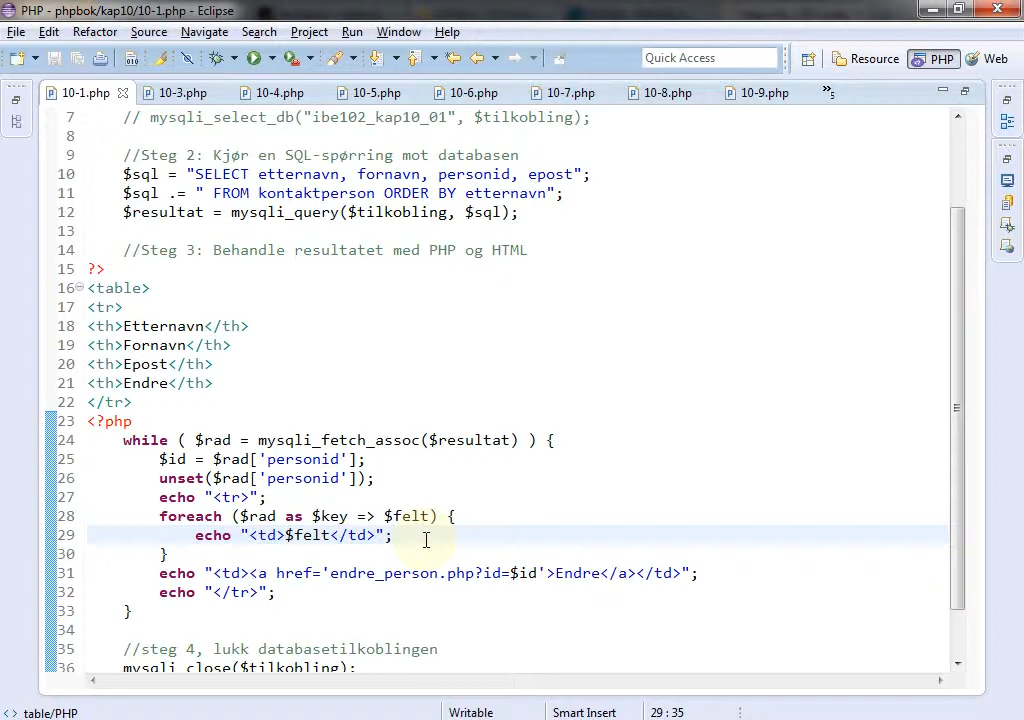 PHP - phpbok/kap10/10-1.php - Eclipse
File Edit Refactor Source Navigate Search Project Run Window Help
Quick Access
Resource PHP Web
10-1.php 10-3.php 10-4.php 10-5.php 10-6.php 10-7.php 10-8.php 10-9.php »5
7 // mysqli_select_db("ibe102_kap10_01", $tilkobling);
8
9 //Steg 2: Kjør en SQL-spørring mot databasen
10 $sql = "SELECT etternavn, fornavn, personid, epost";
11 $sql .= " FROM kontaktperson ORDER BY etternavn";
12 $resultat = mysqli_query($tilkobling, $sql);
13
14 //Steg 3: Behandle resultatet med PHP og HTML
15 ?>
16 <table>
17 <tr>
18 <th>Etternavn</th>
19 <th>Fornavn</th>
20 <th>Epost</th>
21 <th>Endre</th>
22 </tr>
23 <?php
24 while ( $rad = mysqli_fetch_assoc($resultat) ) {
25 $id = $rad['personid'];
26 unset($rad['personid']);
27 echo "<tr>";
28 foreach ($rad as $key => $felt) {
29 echo "<td>$felt</td>";
30 }
31 echo "<td><a href='endre_person.php?id=$id'>Endre</a></td>";
32 echo "</tr>";
33 }
34
35 //steg 4, lukk databasetilkoblingen
36 mysqli_close($tilkobling);
table/PHP Writable Smart Insert 29 : 35